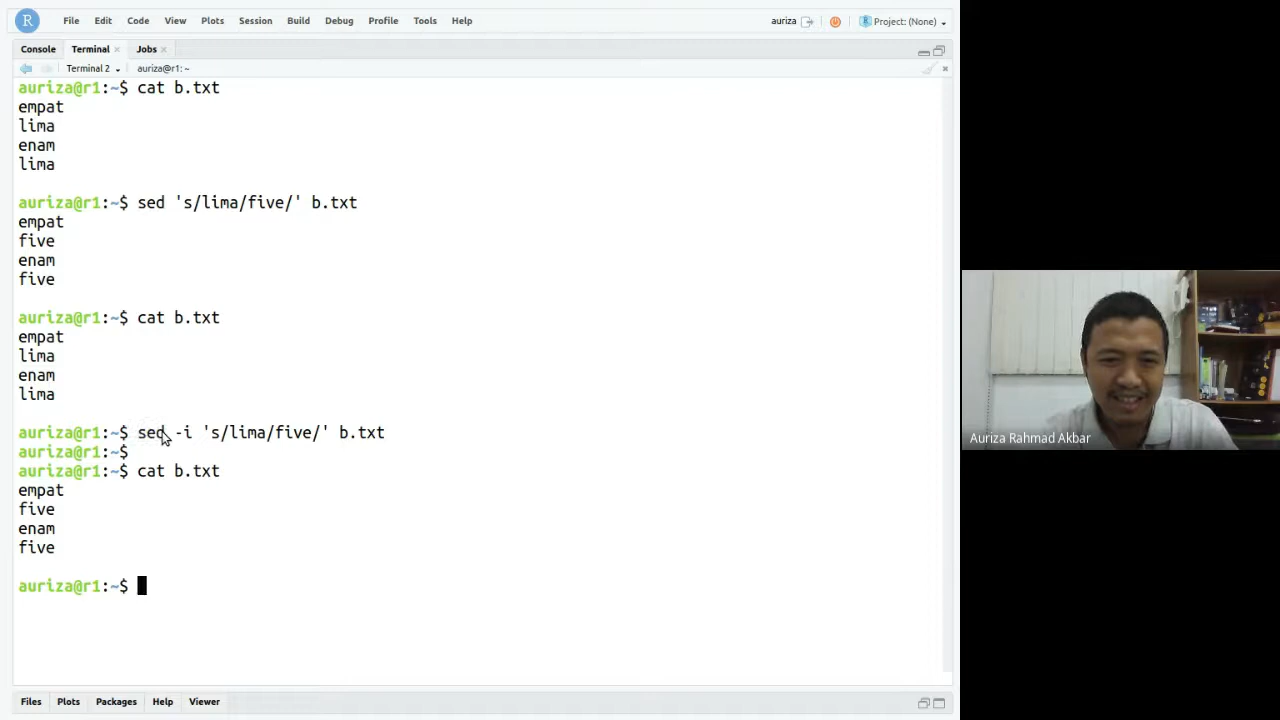 R File Edit Code View Plots Session Build Debug Profile Tools Help auriza Project: (None)
Console Terminal Jobs
Terminal 2 auriza@r1: ~
auriza@r1:~$ cat b.txt
empat
lima
enam
lima
auriza@r1:~$ sed 's/lima/five/' b.txt
empat
five
enam
five
auriza@r1:~$ cat b.txt
empat
lima
enam
lima
auriza@r1:~$ sed -i 's/lima/five/' b.txt
auriza@r1:~$
auriza@r1:~$ cat b.txt
empat
five
enam
five
auriza@r1:~$
Files Plots Packages Help Viewer
Auriza Rahmad Akbar